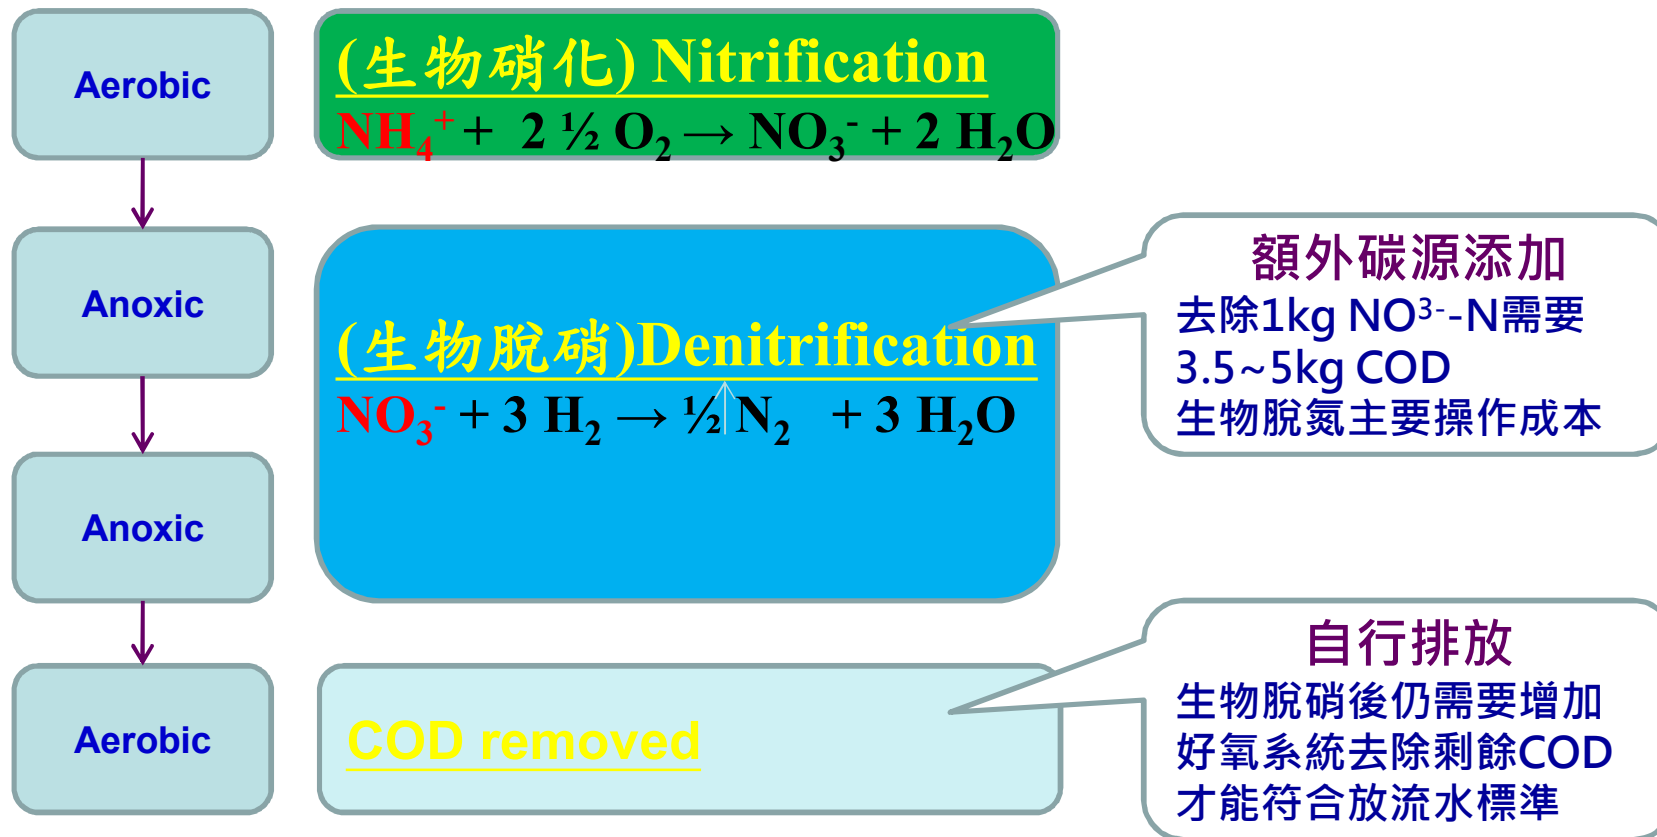 Aerobic
(生物硝化) Nitrification
NH₄⁺ + 2 ½ O₂ → NO₃⁻ + 2 H₂O
Anoxic
(生物脫硝)Denitrification
NO₃⁻ + 3 H₂ → ½ N₂ + 3 H₂O
額外碳源添加
去除1kg NO³⁻-N需要
3.5~5kg COD
生物脫氮主要操作成本
Anoxic
Aerobic
COD removed
自行排放
生物脫硝後仍需要增加
好氧系統去除剩餘COD
才能符合放流水標準